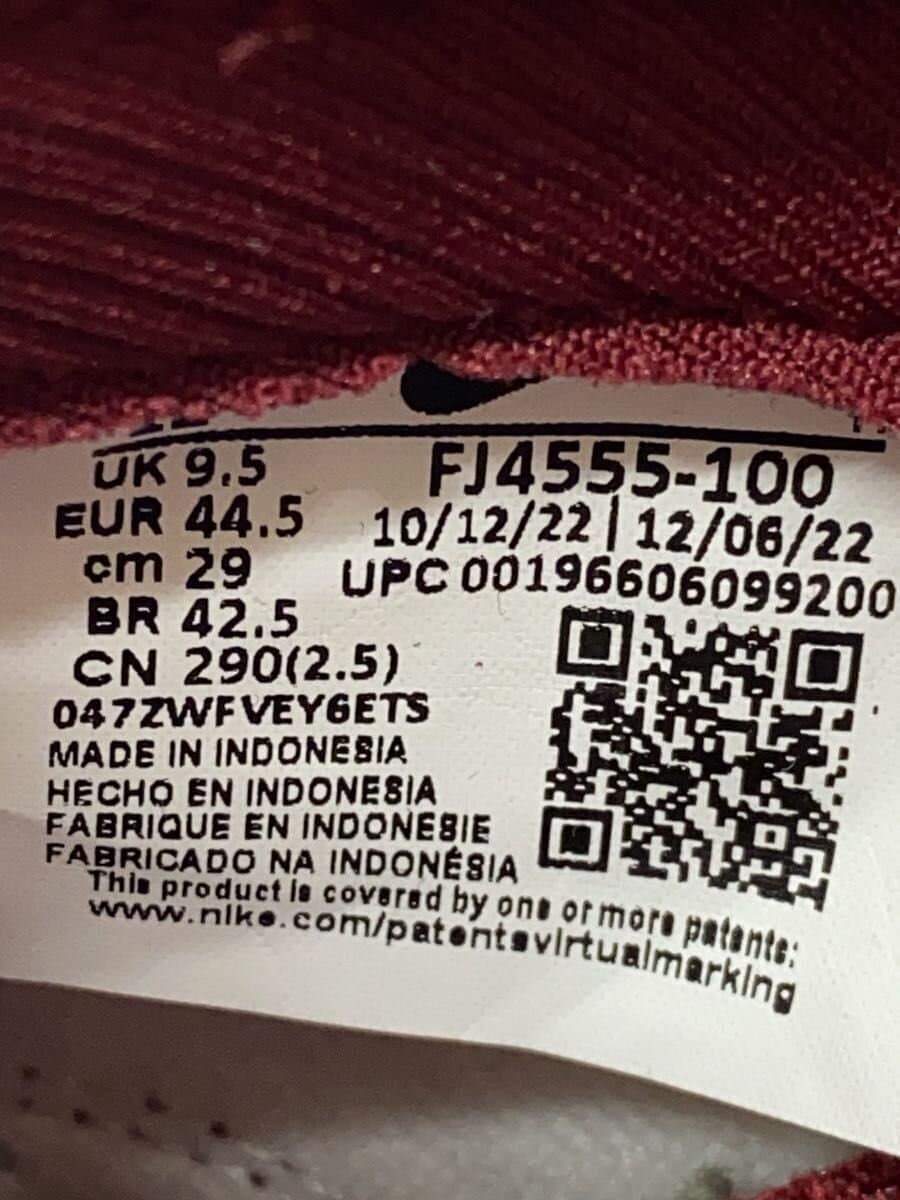 UK 9.5
EUR 44.5
cm 29
BR 42.5
CN 290(2.5)
FJ4555-100
10/12/22 | 12/06/22
UPC 00196606099200
047ZWFVEY6ETS
MADE IN INDONESIA
HECHO EN INDONESIA
FABRIQUE EN INDONESIE
FABRICADO NA INDONÉSIA
This product is covered by one or more patents:
www.nike.com/patentsvirtualmarking